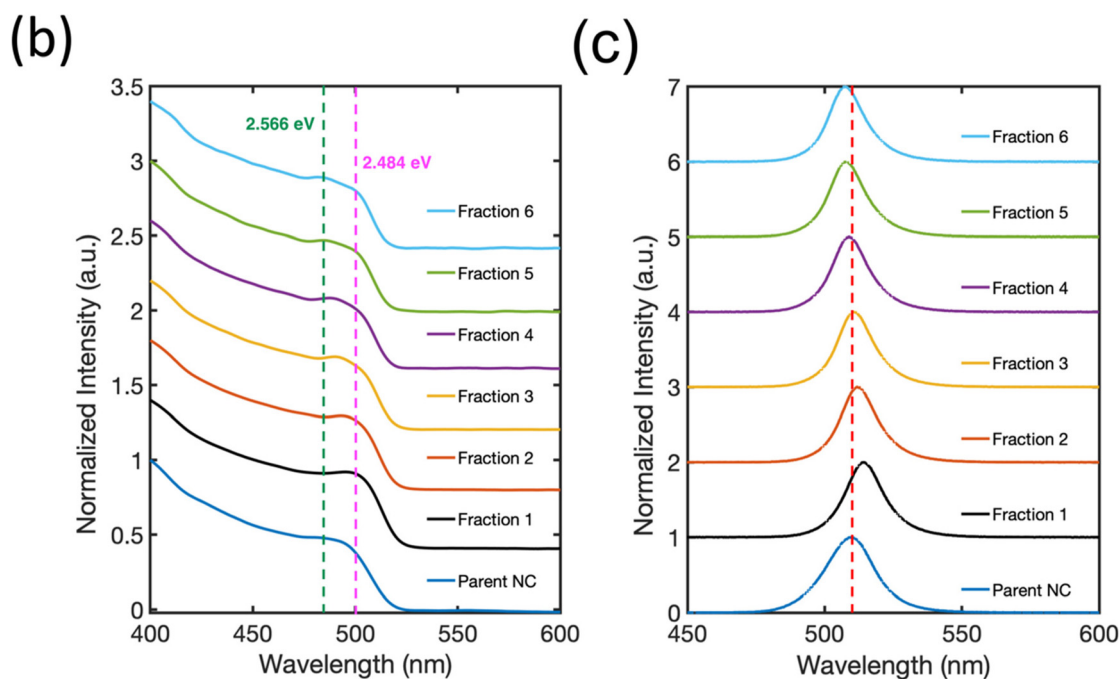 (b)
3.5
3
2.5
2
1.5
1
0.5
0
Normalized Intensity (a.u.)
2.566 eV
2.484 eV
Fraction 6
Fraction 5
Fraction 4
Fraction 3
Fraction 2
Fraction 1
Parent NC
400 450 500 550 600
Wavelength (nm)
(c)
7
6
5
4
3
2
1
0
Normalized Intensity (a.u.)
Fraction 6
Fraction 5
Fraction 4
Fraction 3
Fraction 2
Fraction 1
Parent NC
450 500 550 600
Wavelength (nm)